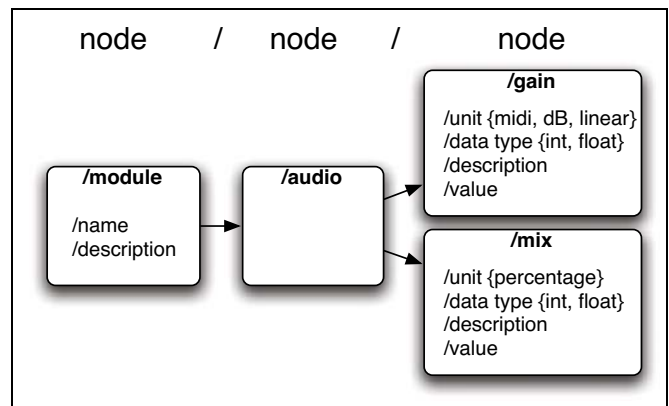 node / node / node
/module
/name
/description
/audio
/gain
/unit {midi, dB, linear}
/data type {int, float}
/description
/value
/mix
/unit {percentage}
/data type {int, float}
/description
/value